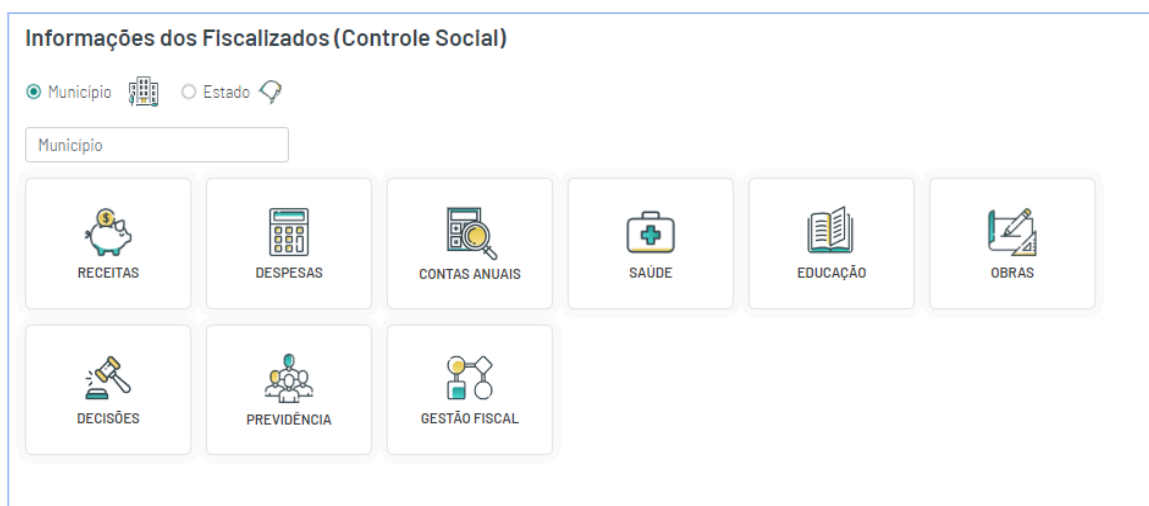 Informações dos Fiscalizados (Controle Social)
Município Estado
Município
RECEITAS DESPESAS CONTAS ANUAIS SAÚDE EDUCAÇÃO OBRAS
DECISÕES PREVIDÊNCIA GESTÃO FISCAL